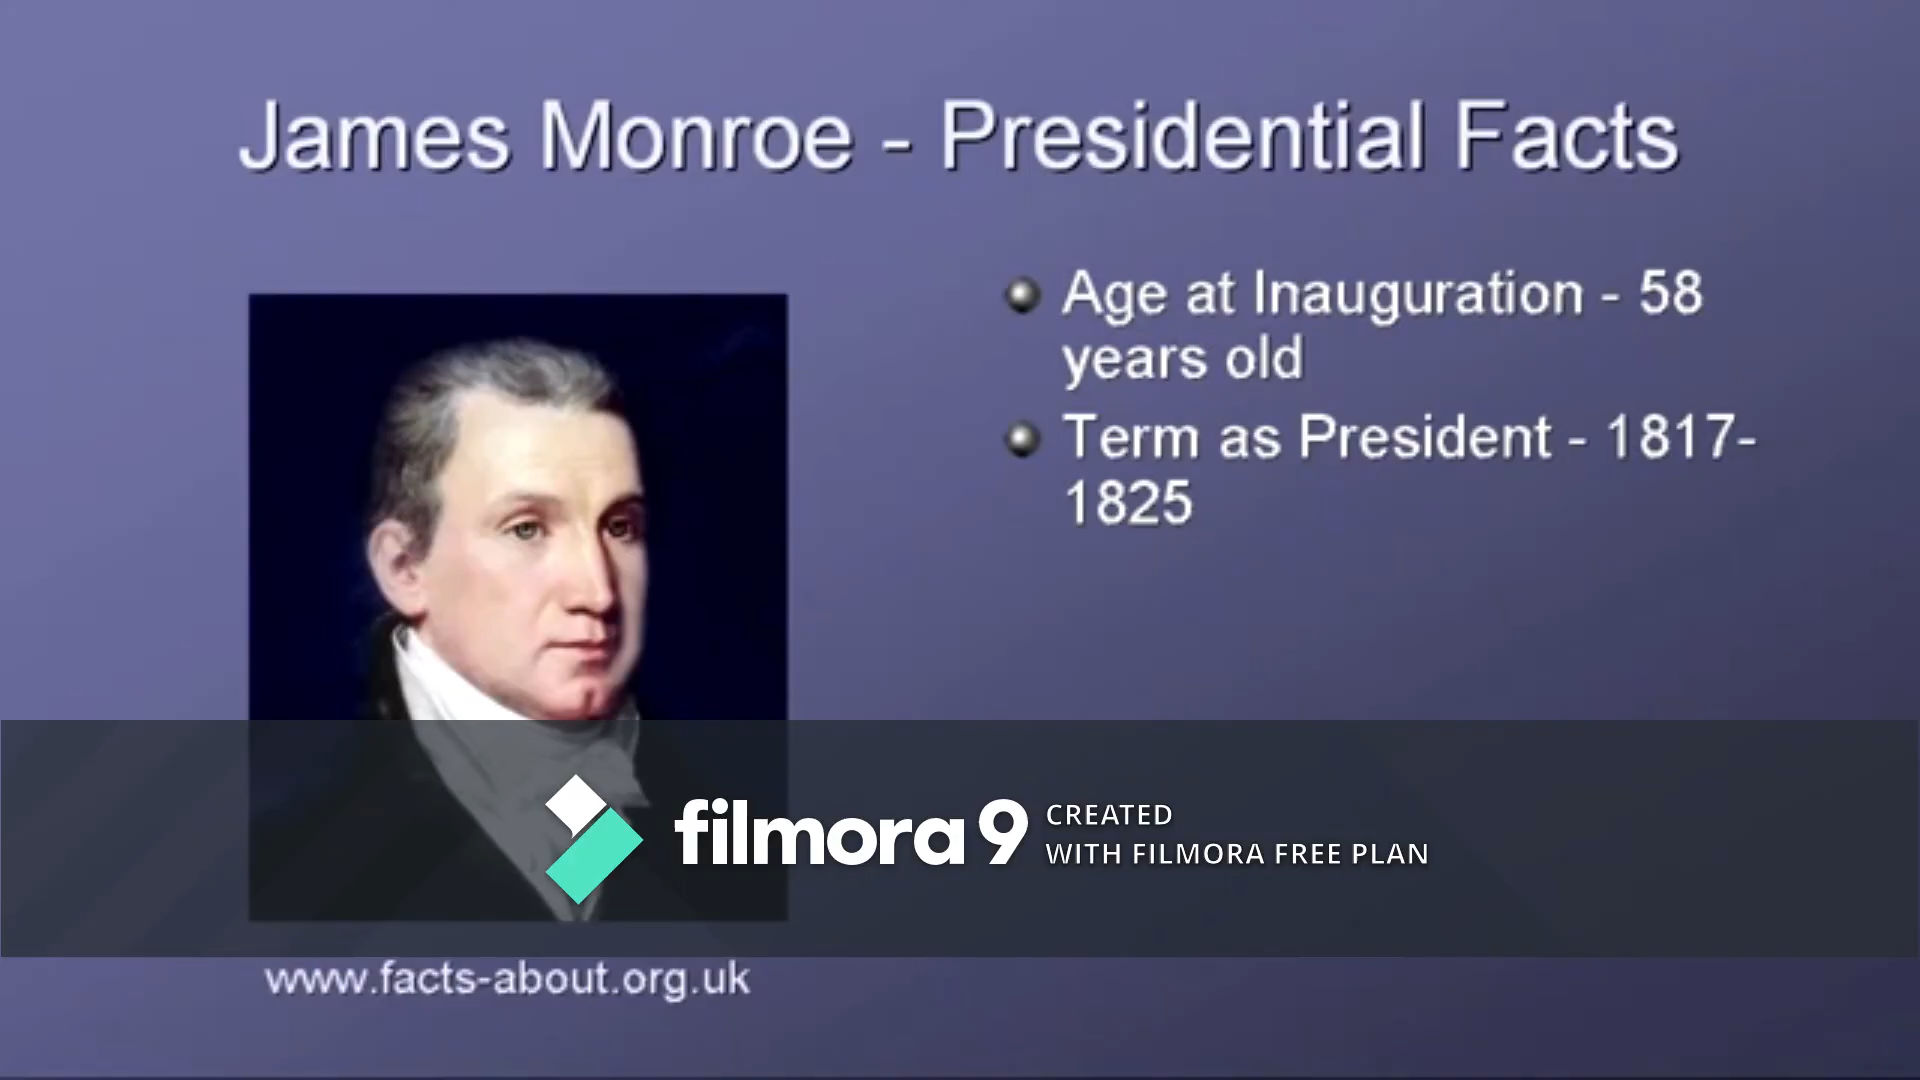 James Monroe - Presidential Facts
Age at Inauguration - 58
years old
Term as President - 1817-
1825
filmora9 CREATED
WITH FILMORA FREE PLAN
www.facts-about.org.uk